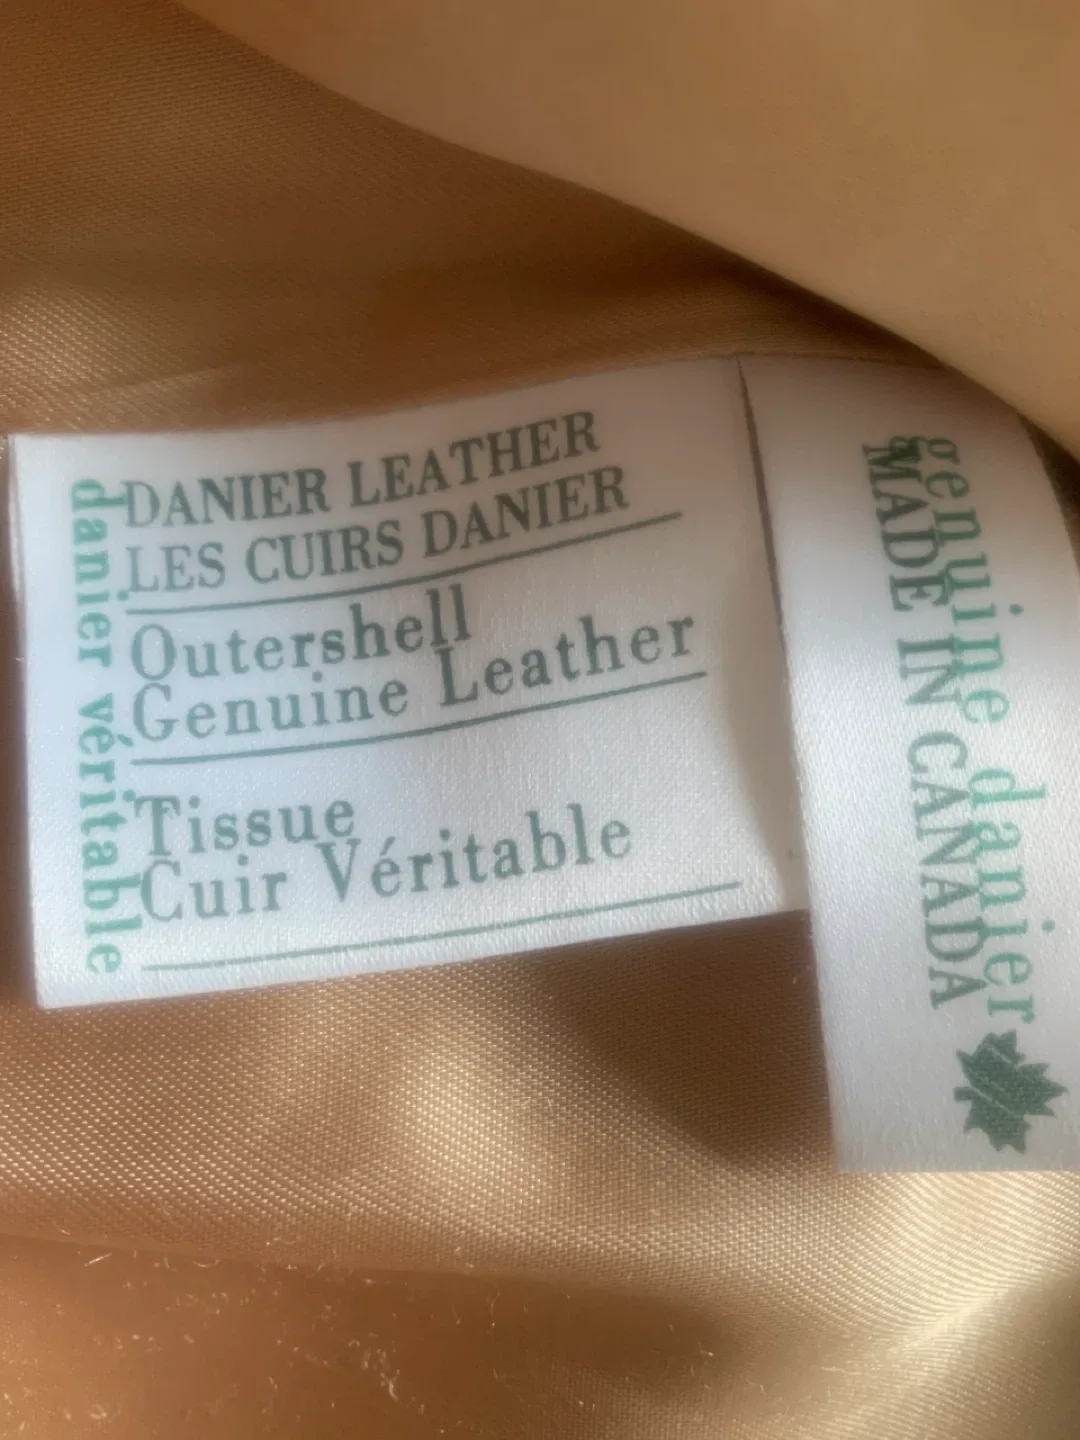 DANIER LEATHER
LES CUIRS DANIER
Outershell
Genuine Leather
Tissue
Cuir Véritable
danier véritable
genuine danier
MADE IN CANADA